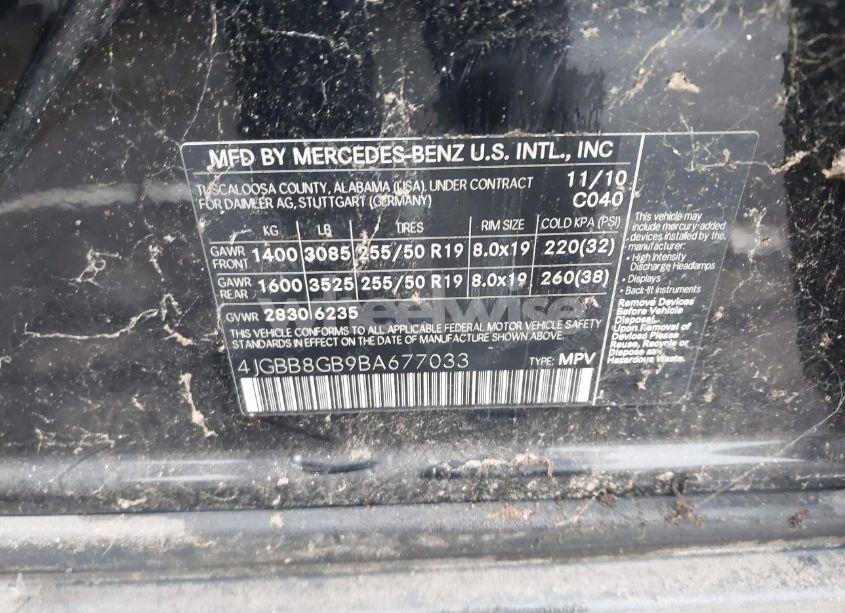 MFD BY MERCEDES-BENZ U.S. INTL., INC
TUSCALOOSA COUNTY, ALABAMA (USA), UNDER CONTRACT 11/10
FOR DAIMLER AG, STUTTGART (GERMANY) C040
KG LB TIRES RIM SIZE COLD KPA (PSI)
GAWR FRONT 1400 3085 255/50 R19 8.0x19 220(32)
GAWR REAR 1600 3525 255/50 R19 8.0x19 260(38)
GVWR 2830 6235
THIS VEHICLE CONFORMS TO ALL APPLICABLE FEDERAL MOTOR VEHICLE SAFETY
STANDARDS IN EFFECT ON THE DATE OF MANUFACTURE SHOWN ABOVE.
4JGBB8GB9BA677033 TYPE: MPV
This vehicle may
include mercury-added
devices installed by the
manufacturer:
• High Intensity
Discharge Headlamps
• Displays
• Back-lit instruments
Remove Devices
Before Vehicle
Disposal.
Upon Removal of
Devices Please
Reuse, Recycle or
Dispose as
Hazardous Waste.
wheelwise